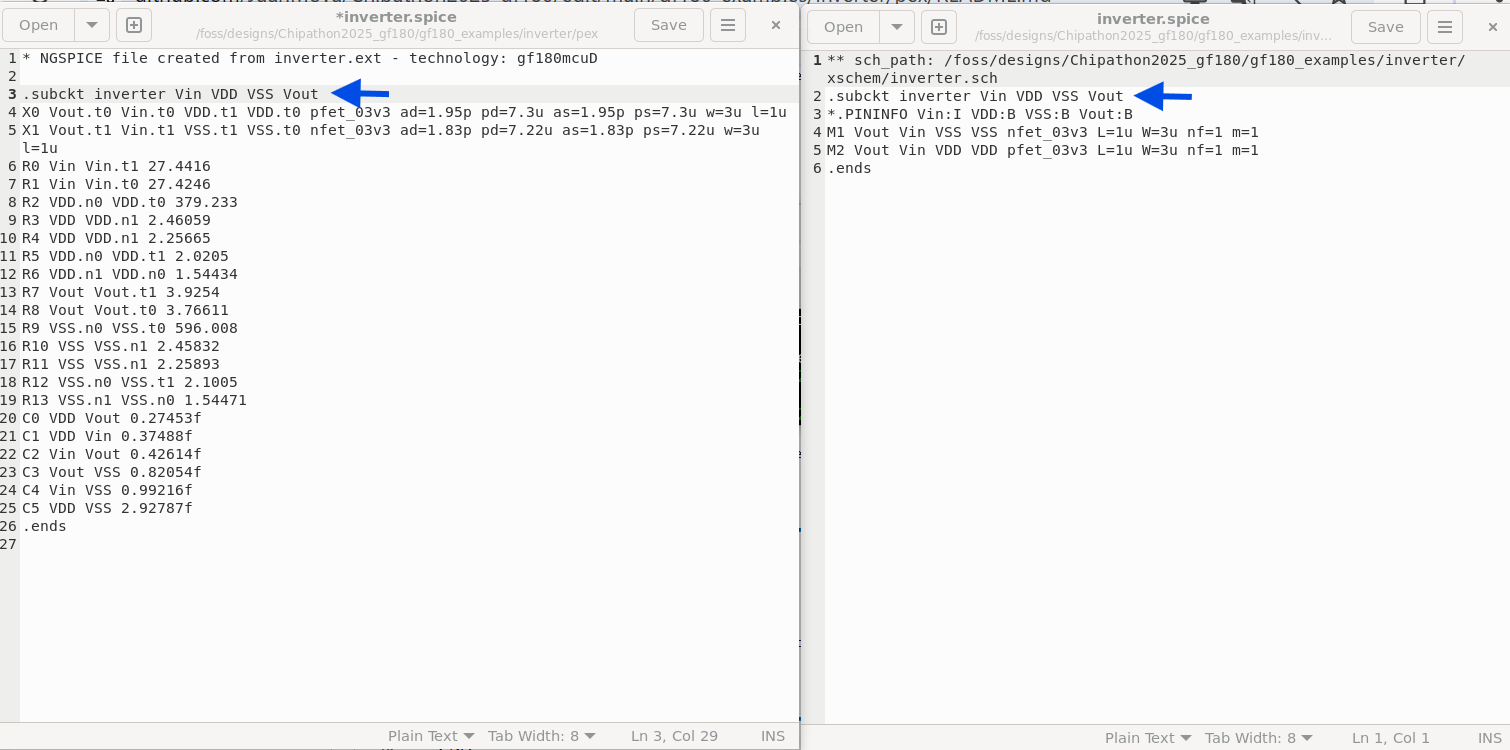 Open
*inverter.spice
/foss/designs/Chipathon2025_gf180/gf180_examples/inverter/pex
Save
1 * NGSPICE file created from inverter.ext - technology: gf180mcuD
2
3 .subckt inverter Vin VDD VSS Vout
4 X0 Vout.t0 Vin.t0 VDD.t1 VDD.t0 pfet_03v3 ad=1.95p pd=7.3u as=1.95p ps=7.3u w=3u l=1u
5 X1 Vout.t1 Vin.t1 VSS.t1 VSS.t0 nfet_03v3 ad=1.83p pd=7.22u as=1.83p ps=7.22u w=3u
l=1u
6 R0 Vin Vin.t1 27.4416
7 R1 Vin Vin.t0 27.4246
8 R2 VDD.n0 VDD.t0 379.233
9 R3 VDD VDD.n1 2.46059
10 R4 VDD VDD.n1 2.25665
11 R5 VDD.n0 VDD.t1 2.0205
12 R6 VDD.n1 VDD.n0 1.54434
13 R7 Vout Vout.t1 3.9254
14 R8 Vout Vout.t0 3.76611
15 R9 VSS.n0 VSS.t0 596.008
16 R10 VSS VSS.n1 2.45832
17 R11 VSS VSS.n1 2.25893
18 R12 VSS.n0 VSS.t1 2.1005
19 R13 VSS.n1 VSS.n0 1.54471
20 C0 VDD Vout 0.27453f
21 C1 VDD Vin 0.37488f
22 C2 Vin Vout 0.42614f
23 C3 Vout VSS 0.82054f
24 C4 Vin VSS 0.99216f
25 C5 VDD VSS 2.92787f
26 .ends
27
Plain Text Tab Width: 8 Ln 3, Col 29 INS
Open
inverter.spice
/foss/designs/Chipathon2025_gf180/gf180_examples/inv...
Save
1 ** sch_path: /foss/designs/Chipathon2025_gf180/gf180_examples/inverter/
xschem/inverter.sch
2 .subckt inverter Vin VDD VSS Vout
3 *.PININFO Vin:I VDD:B VSS:B Vout:B
4 M1 Vout Vin VSS VSS nfet_03v3 L=1u W=3u nf=1 m=1
5 M2 Vout Vin VDD VDD pfet_03v3 L=1u W=3u nf=1 m=1
6 .ends
Plain Text Tab Width: 8 Ln 1, Col 1 INS